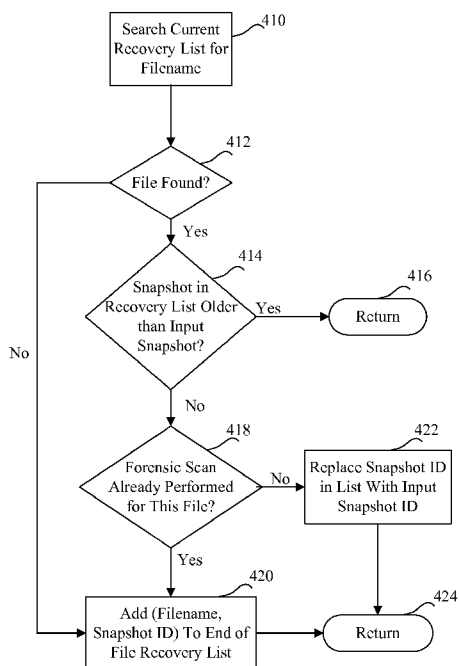 Search Current
Recovery List for
Filename
410
412
File Found?
Yes
414
Snapshot in
Recovery List Older
than Input
Snapshot?
Yes
416
Return
No
No
418
Forensic Scan
Already Performed
for This File?
No
422
Replace Snapshot ID
in List With Input
Snapshot ID
Yes
420
Add (Filename,
Snapshot ID) To End of
File Recovery List
424
Return